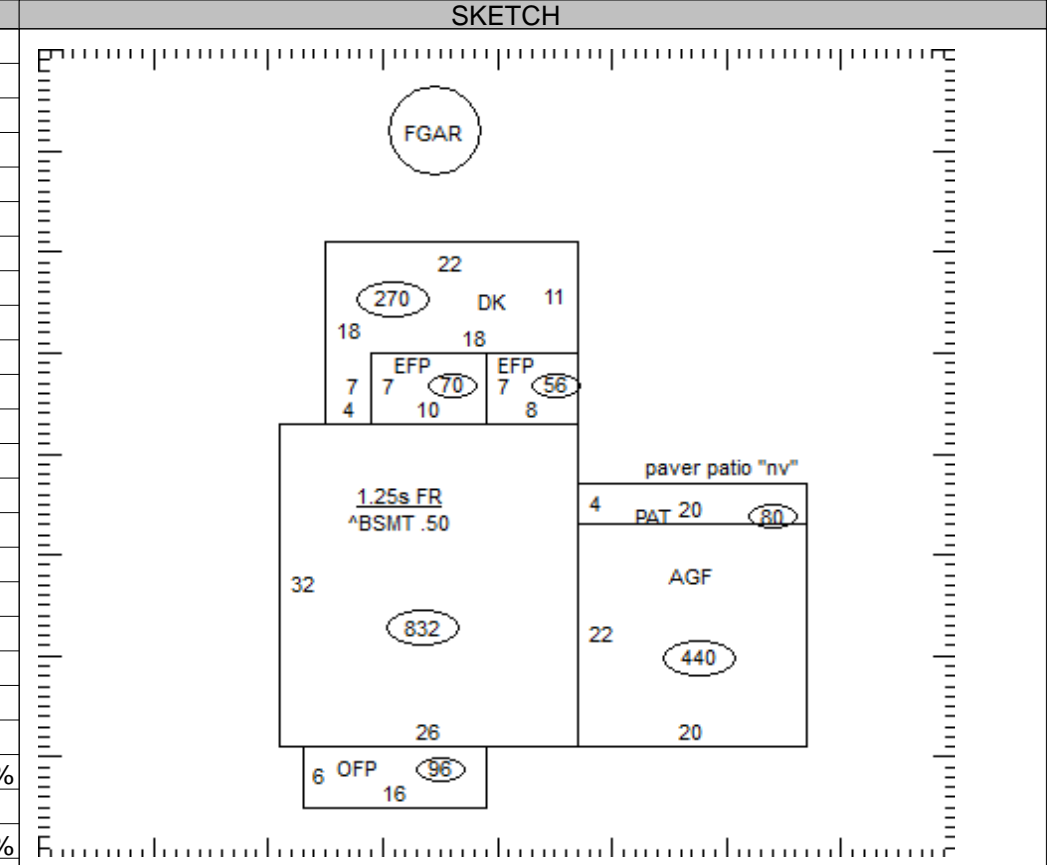 SKETCH
FGAR
22
270 DK 11
18
18
EFP EFP
7 7 70 7 56
4 10 8
paver patio "nv"
1.25s FR
^BSMT .50
4 PAT 20 80
AGF
32
832
22
440
26 20
6 OFP 96
16
%
%